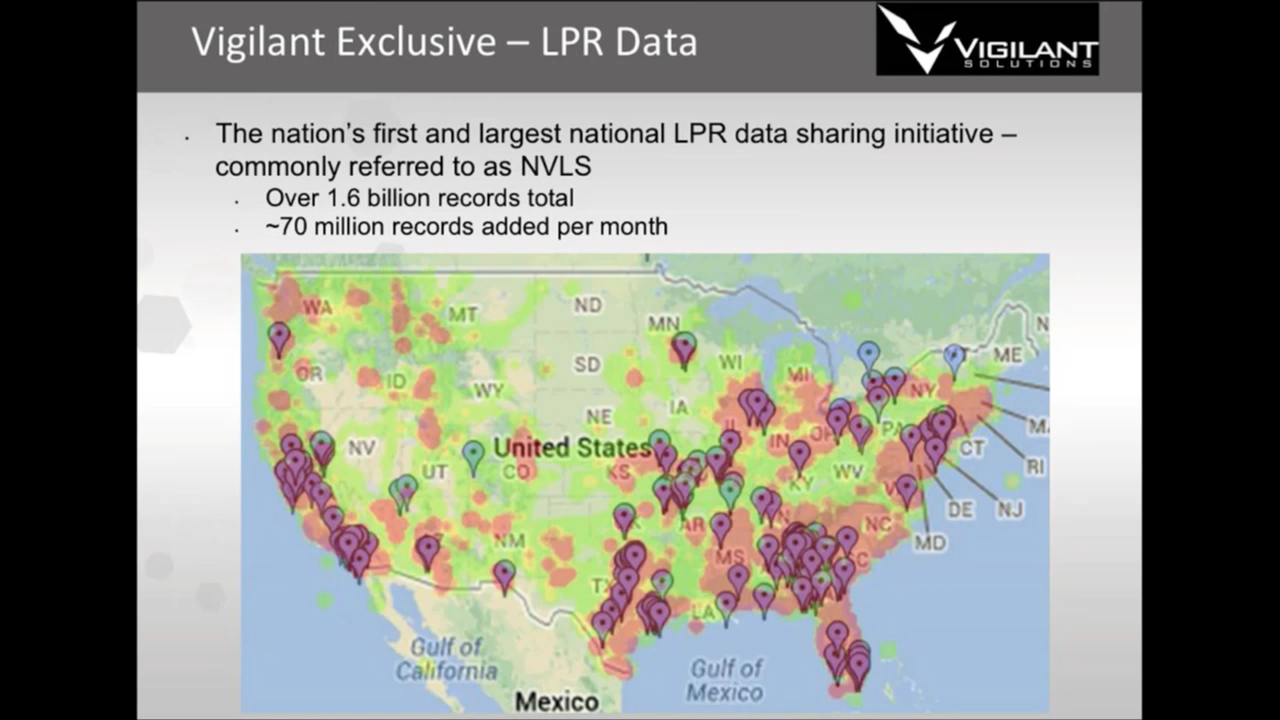 Vigilant Exclusive – LPR Data
VIGILANT
SOLUTIONS
· The nation's first and largest national LPR data sharing initiative –
commonly referred to as NVLS
· Over 1.6 billion records total
· ~70 million records added per month
WA
MT
ND
MN
ME
OR
ID
SD
WI
MI
NY
WY
IA
NE
PA
NV
United States
IL
IN
OH
CT
UT
CO
KS
KY
WV
RI
DE
NJ
AR
NC
MD
NM
MS
SC
TX
LA
Gulf of
California
Gulf of
Mexico
Mexico